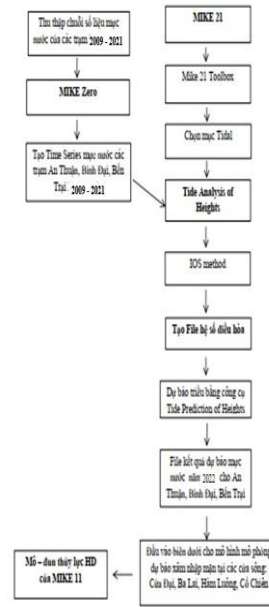 Thu thập chuỗi số liệu mực
nước của các trạm 2009 - 2021
MIKE Zero
Tạo Time Series mực nước các
trạm An Thuận, Bình Đại, Bến
Trại 2009 - 2021
MIKE 21
Mike 21 Toolbox
Chọn mục Tidal
Tide Analysis of
Heights
IOS method
Tạo File hệ số điều hòa
Dự báo triều bằng công cụ
Tide Prediction of Heights
File kết quả dự báo mực
nước năm 2022 cho An
Thuận, Bình Đại, Bến Trại
Đầu vào biên dưới cho mô hình mô phỏng
dự báo năm nhập mặn tại các cửa sông:
Cửa Đại, Ba Lai, Hàm Luông, Cổ Chiên
Mô – đun thủy lực HD
của MIKE 11